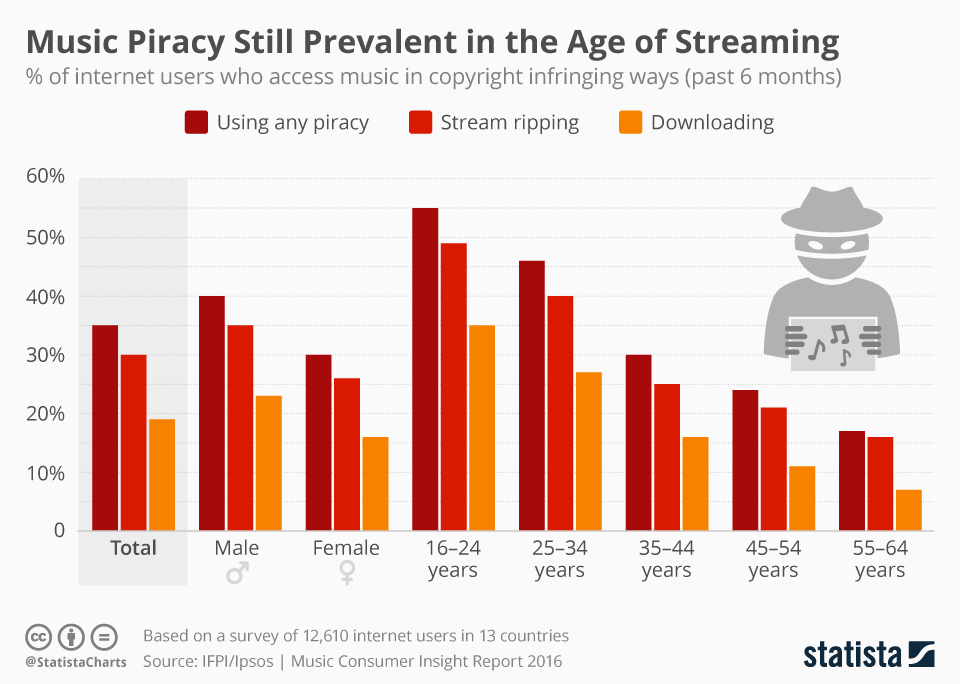 Music Piracy Still Prevalent in the Age of Streaming
% of internet users who access music in copyright infringing ways (past 6 months)
Using any piracy Stream ripping Downloading
60%
50%
40%
30%
20%
10%
0
Total Male Female 16–24 25–34 35–44 45–54 55–64
years years years years years
cc
Based on a survey of 12,610 internet users in 13 countries
@StatistaCharts Source: IFPI/Ipsos | Music Consumer Insight Report 2016
statista